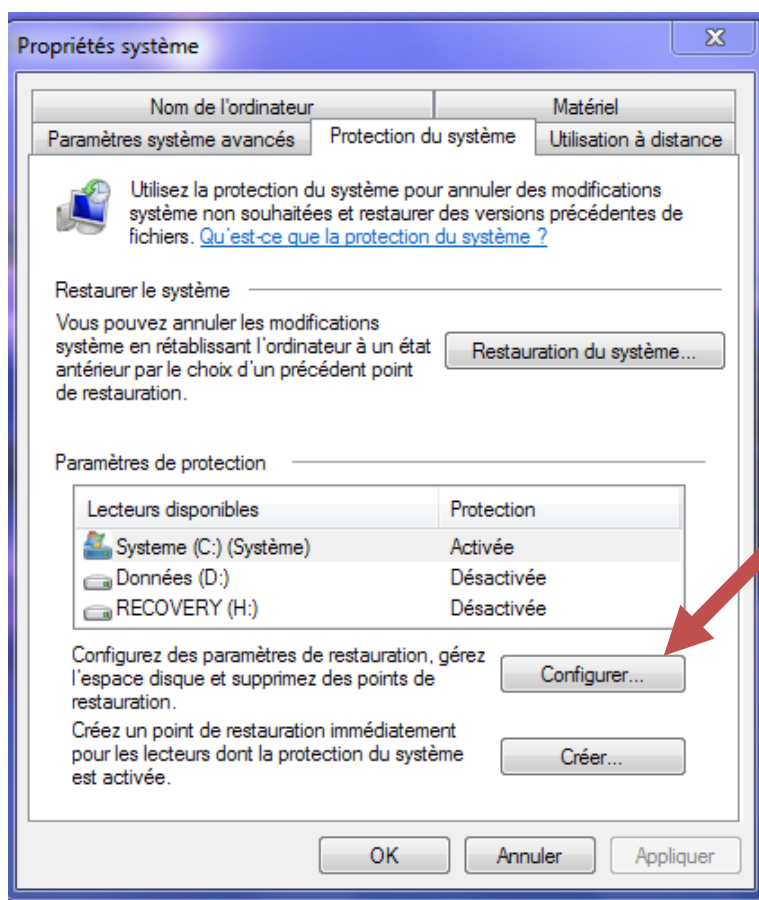 Propriétés système
Nom de l'ordinateur
Matériel
Paramètres système avancés
Protection du système
Utilisation à distance
Utilisez la protection du système pour annuler des modifications
système non souhaitées et restaurer des versions précédentes de
fichiers. Qu'est-ce que la protection du système ?
Restaurer le système
Vous pouvez annuler les modifications
système en rétablissant l'ordinateur à un état
antérieur par le choix d'un précédent point
de restauration.
Restauration du système...
Paramètres de protection
Lecteurs disponibles
Protection
Systeme (C:) (Système)
Activée
Données (D:)
Désactivée
RECOVERY (H:)
Désactivée
Configurez des paramètres de restauration, gérez
l'espace disque et supprimez des points de
restauration.
Configurer...
Créez un point de restauration immédiatement
pour les lecteurs dont la protection du système
est activée.
Créer...
OK
Annuler
Appliquer